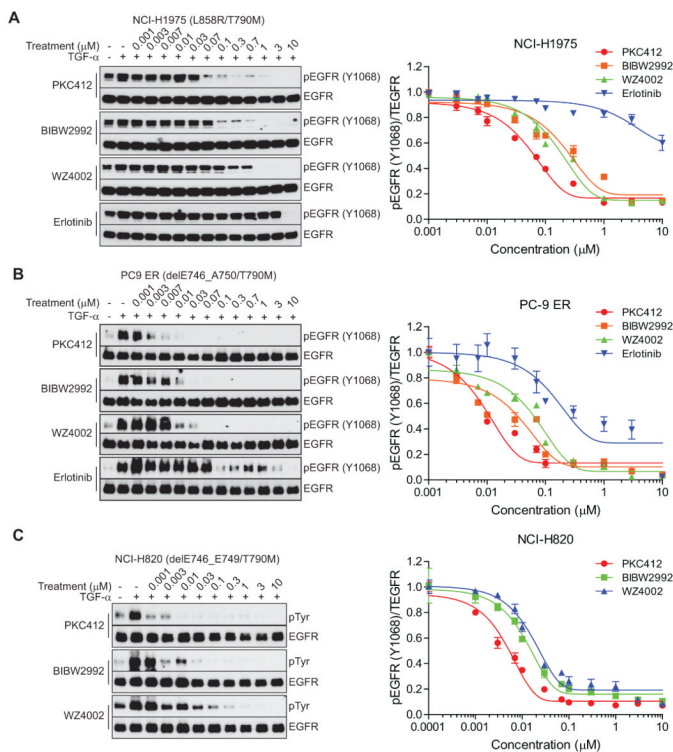 A
NCI-H1975 (L858R/T790M)
Treatment (μM) - - 0.001 0.003 0.007 0.01 0.03 0.07 0.1 0.3 0.7 1 3 10
TGF-α - + + + + + + + + + + + + +
PKC412
pEGFR (Y1068)
EGFR
BIBW2992
pEGFR (Y1068)
EGFR
WZ4002
pEGFR (Y1068)
EGFR
Erlotinib
pEGFR (Y1068)
EGFR
NCI-H1975
PKC412
BIBW2992
WZ4002
Erlotinib
pEGFR (Y1068)/TEGFR
1.2
1.0
0.8
0.6
0.4
0.2
0.0
0.001 0.01 0.1 1 10
Concentration (μM)
B
PC9 ER (delE746_A750/T790M)
Treatment (μM) - - 0.001 0.003 0.007 0.01 0.03 0.07 0.1 0.3 0.7 1 3 10
TGF-α - + + + + + + + + + + + + +
PKC412
pEGFR (Y1068)
EGFR
BIBW2992
pEGFR (Y1068)
EGFR
WZ4002
pEGFR (Y1068)
EGFR
Erlotinib
pEGFR (Y1068)
EGFR
PC-9 ER
PKC412
BIBW2992
WZ4002
Erlotinib
pEGFR (Y1068)/TEGFR
1.2
1.0
0.8
0.6
0.4
0.2
0.0
0.001 0.01 0.1 1 10
Concentration (μM)
C
NCI-H820 (delE746_E749/T790M)
Treatment (μM) - - 0.001 0.003 0.01 0.03 0.1 0.3 1 3 10
TGF-α - + + + + + + + + + +
PKC412
pTyr
EGFR
BIBW2992
pTyr
EGFR
WZ4002
pTyr
EGFR
NCI-H820
PKC412
BIBW2992
WZ4002
pEGFR (Y1068)/TEGFR
1.2
1.0
0.8
0.6
0.4
0.2
0.0
0.0001 0.001 0.01 0.1 1 10
Concentration (μM)